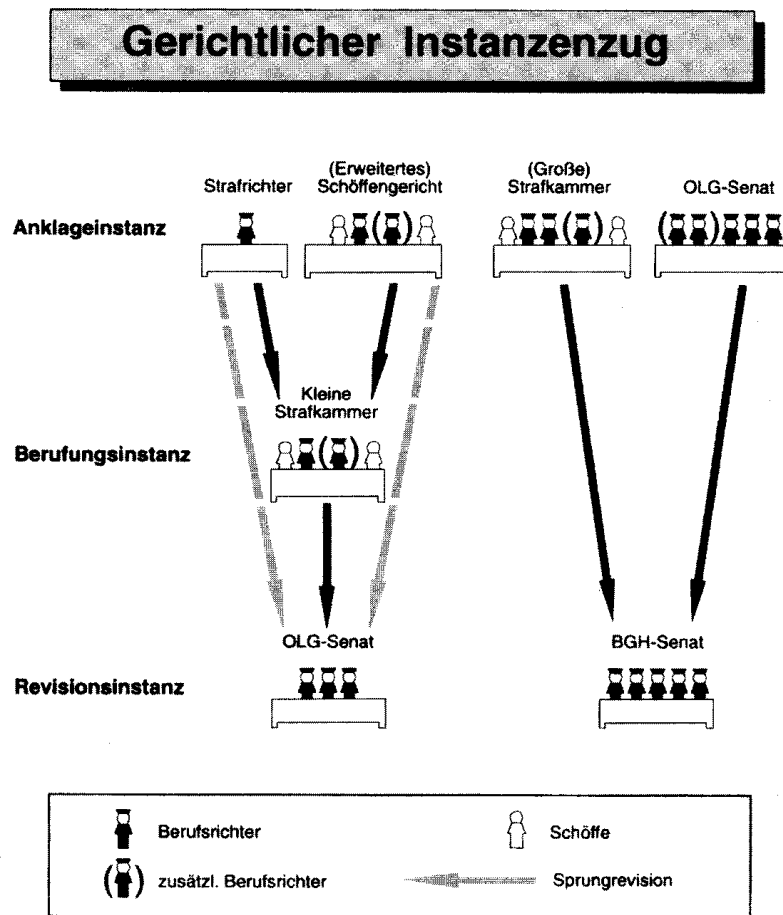 Gerichtlicher Instanzenzug
Strafrichter
(Erweitertes)
Schöffengericht
(Große)
Strafkammer
OLG-Senat
Anklageinstanz
Kleine
Strafkammer
Berufungsinstanz
OLG-Senat
BGH-Senat
Revisionsinstanz
Berufsrichter
Schöffe
zusätzl. Berufsrichter
Sprungrevision